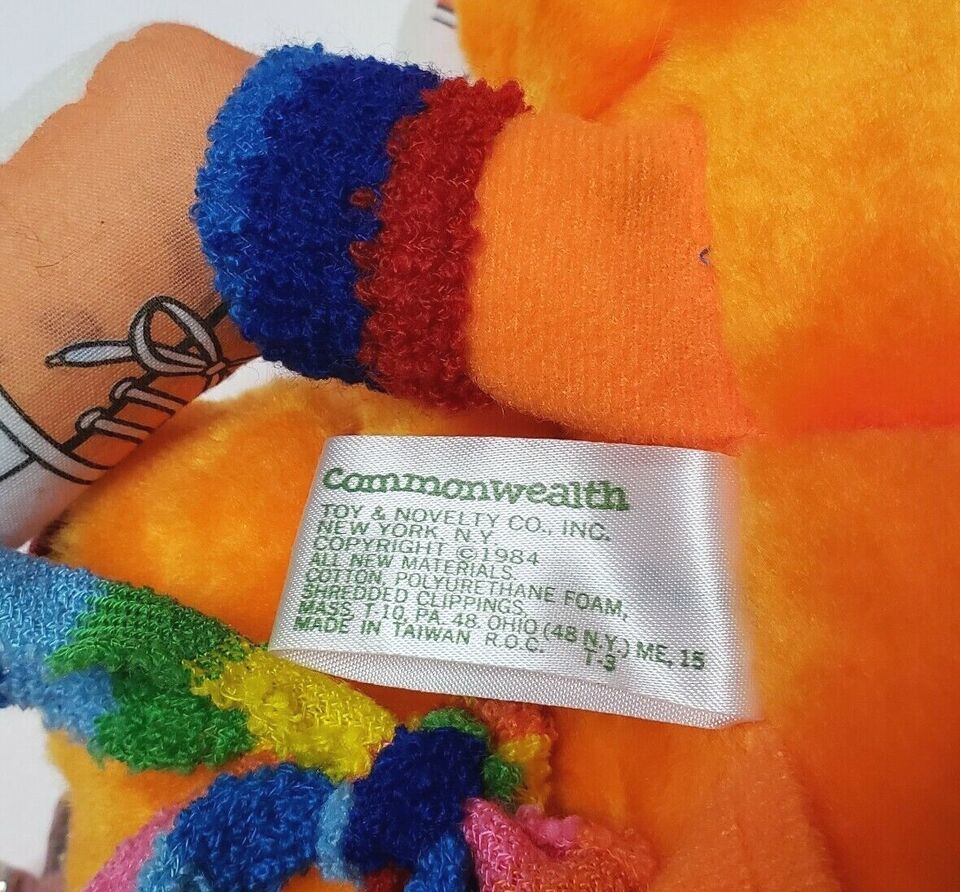 commonwealth
TOY & NOVELTY CO., INC.
NEW YORK, N.Y.
COPYRIGHT ©1984
ALL NEW MATERIALS.
COTTON, POLYURETHANE FOAM,
SHREDDED CLIPPINGS.
MASS. T. 10, PA. 48. OHIO (48 N.Y.) ME, 15
MADE IN TAIWAN R.O.C. T-3